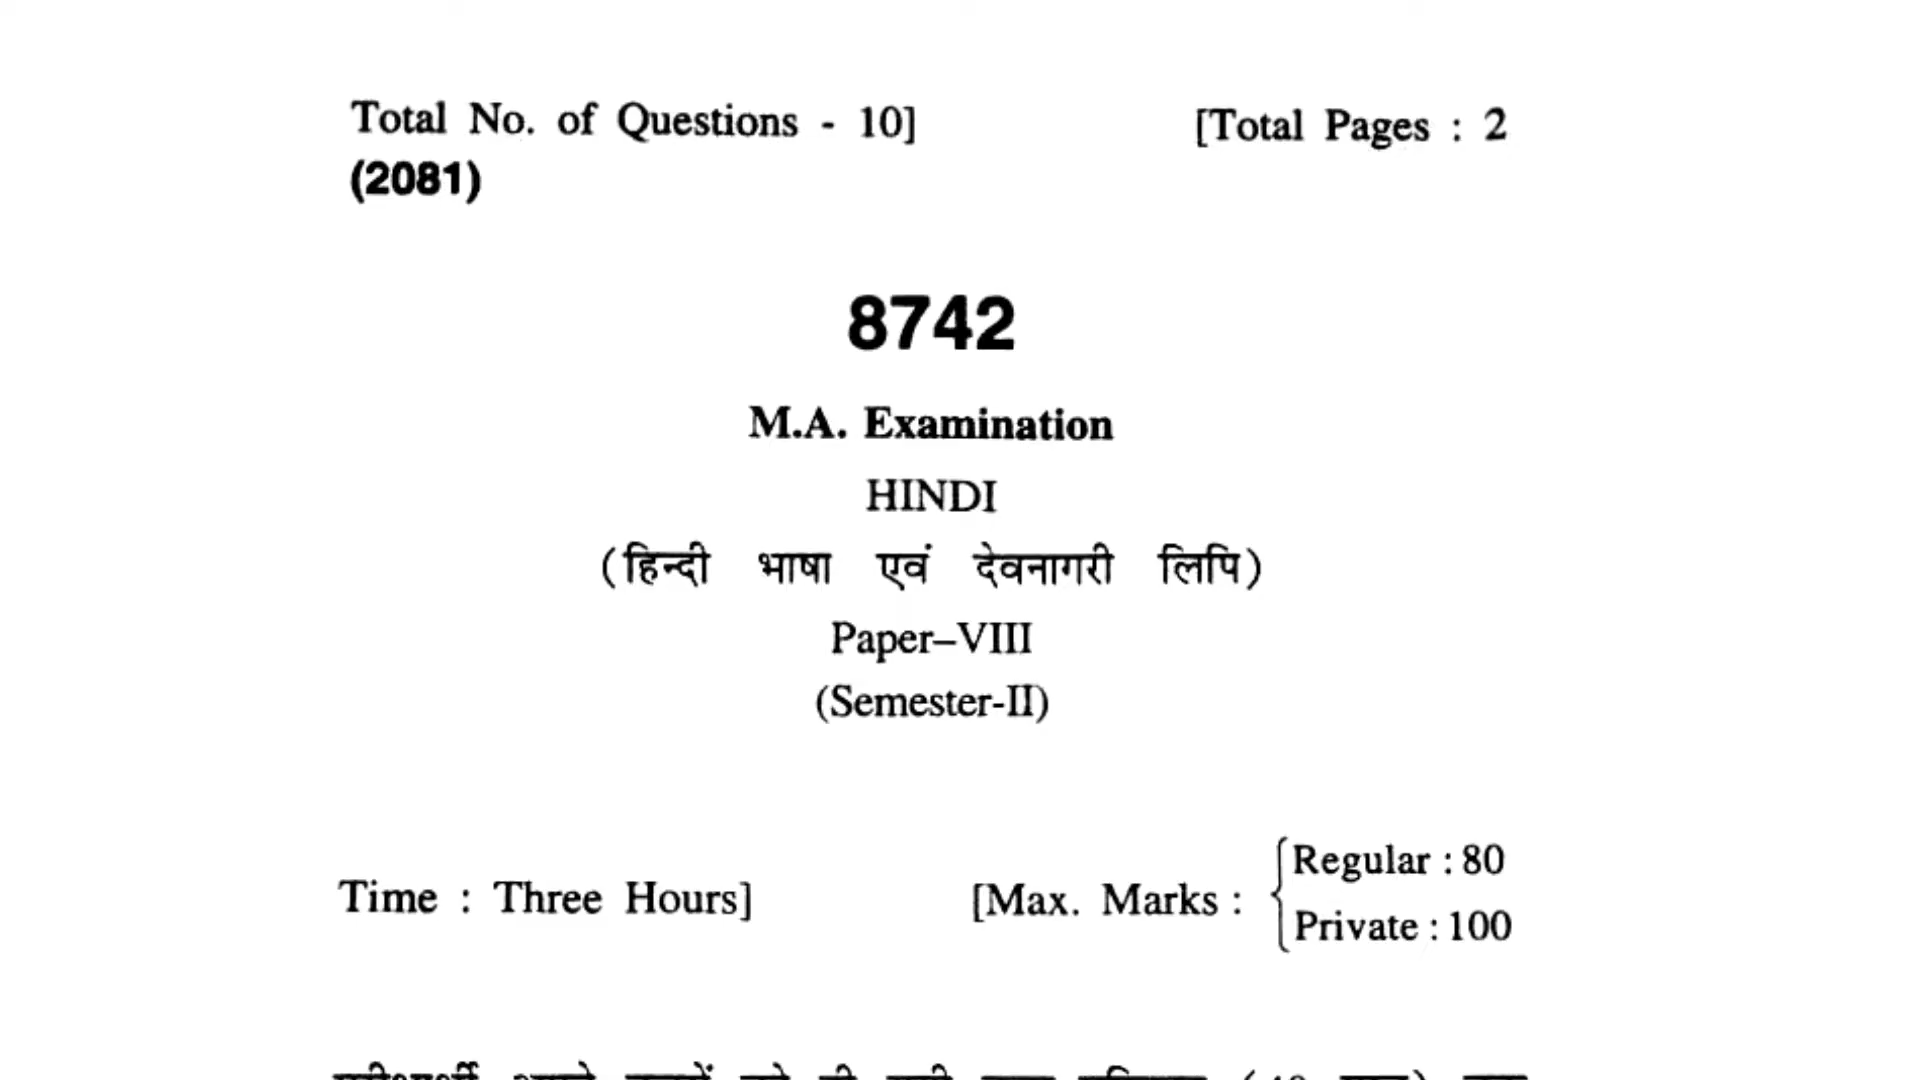 Total No. of Questions - 10] [Total Pages : 2
(2081)
8742
M.A. Examination
HINDI
(हिन्दी भाषा एवं देवनागरी लिपि)
Paper–VIII
(Semester-II)
Time : Three Hours] [Max. Marks : { Regular : 80
Private : 100